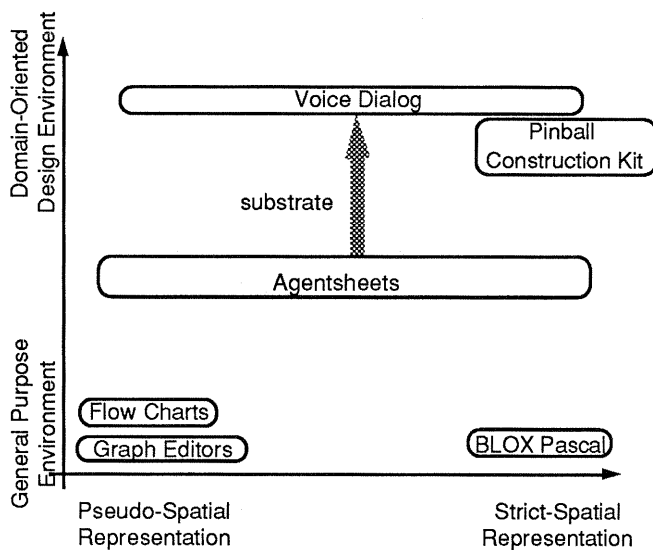 Domain-Oriented
Design Environment
Voice Dialog
Pinball
Construction Kit
substrate
Agentsheets
General Purpose
Environment
Flow Charts
Graph Editors
BLOX Pascal
Pseudo-Spatial
Representation
Strict-Spatial
Representation